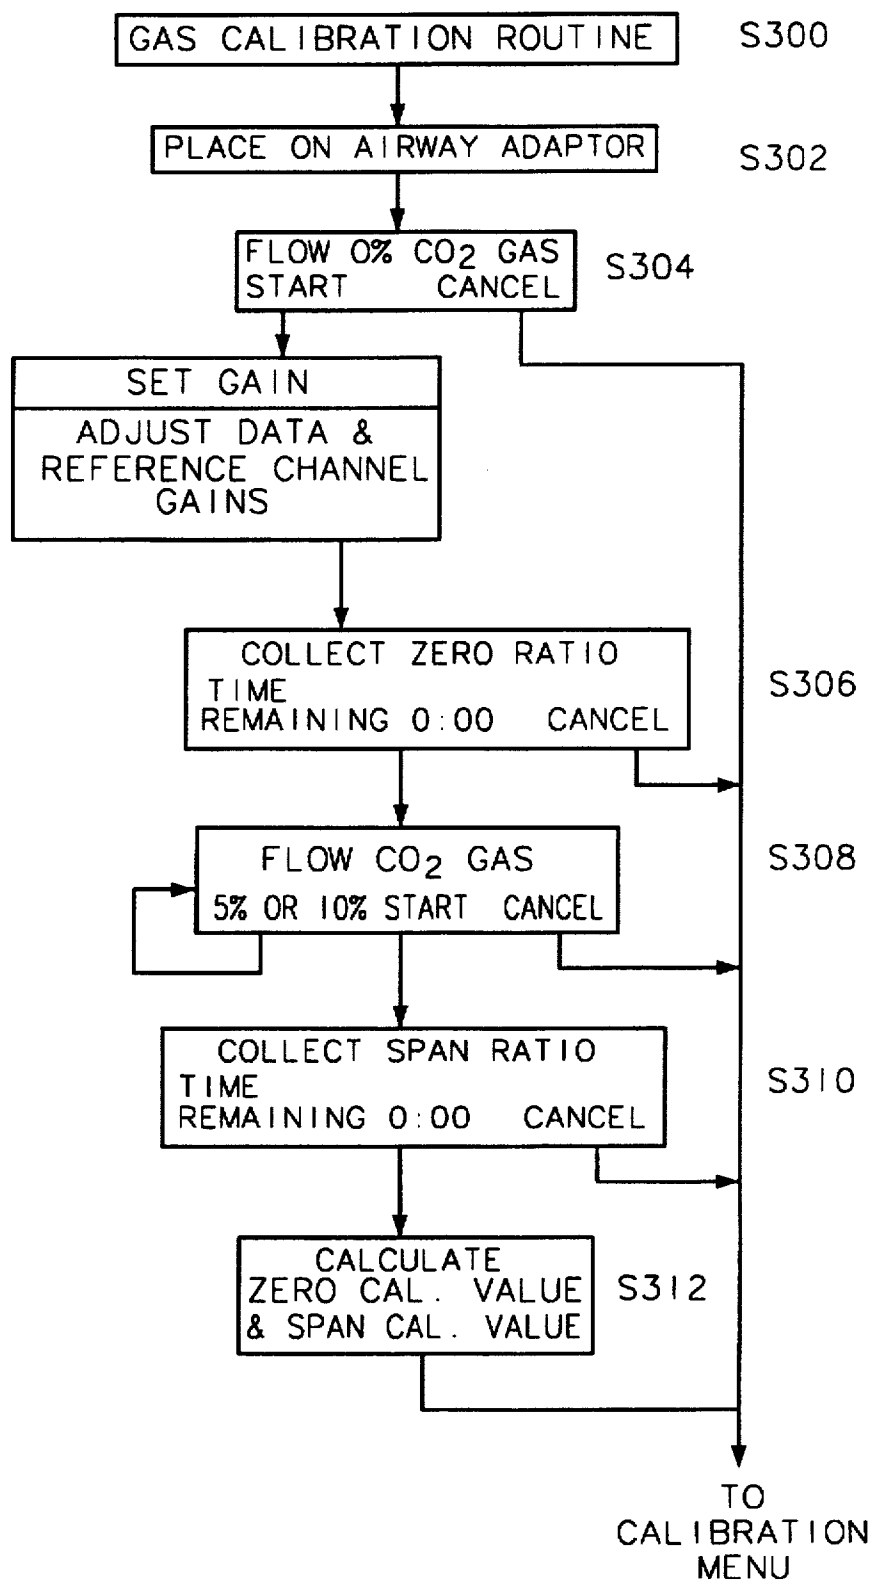 GAS CALIBRATION ROUTINE S300
PLACE ON AIRWAY ADAPTOR S302
FLOW 0% CO2 GAS S304
START CANCEL
SET GAIN
ADJUST DATA &
REFERENCE CHANNEL
GAINS
COLLECT ZERO RATIO
TIME S306
REMAINING 0:00 CANCEL
FLOW CO2 GAS S308
5% OR 10% START CANCEL
COLLECT SPAN RATIO
TIME S310
REMAINING 0:00 CANCEL
CALCULATE
ZERO CAL. VALUE S312
& SPAN CAL. VALUE
TO
CALIBRATION
MENU